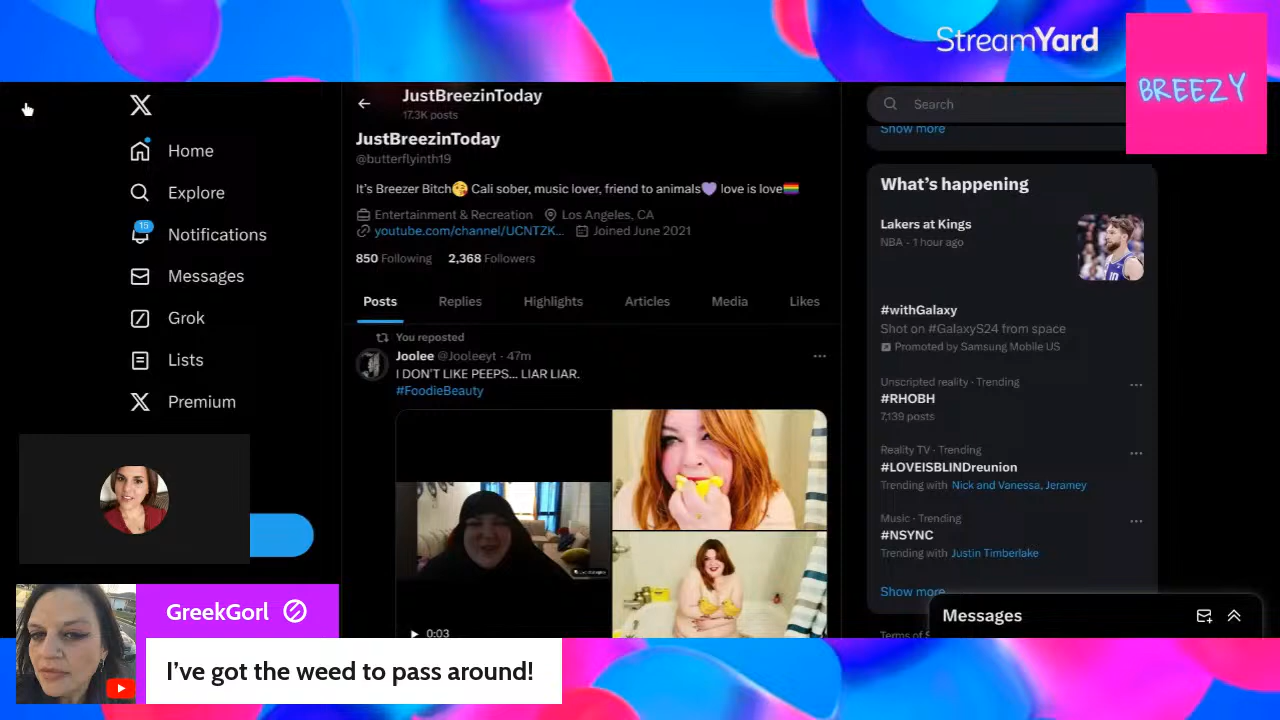 StreamYard
BREEZY
X
Home
Explore
15
Notifications
Messages
Grok
Lists
Premium
JustBreezinToday
17.3K posts
JustBreezinToday
@butterflyinth19
It's Breezer Bitch😘 Cali sober, music lover, friend to animals💜 love is love🏳️‍🌈
Entertainment & Recreation Los Angeles, CA
youtube.com/channel/UCNTZK... Joined June 2021
850 Following 2,368 Followers
Posts Replies Highlights Articles Media Likes
You reposted
Joolee @Jooleeyt · 47m
I DON'T LIKE PEEPS... LIAR LIAR.
#FoodieBeauty
0:03
Search
Show more
What's happening
Lakers at Kings
NBA · 1 hour ago
#withGalaxy
Shot on #GalaxyS24 from space
Promoted by Samsung Mobile US
Unscripted reality · Trending
#RHOBH
7,139 posts
Reality TV · Trending
#LOVEISBLINDreunion
Trending with Nick and Vanessa, Jeramey
Music · Trending
#NSYNC
Trending with Justin Timberlake
Show more
Messages
Terms of S
GreekGorl
I've got the weed to pass around!